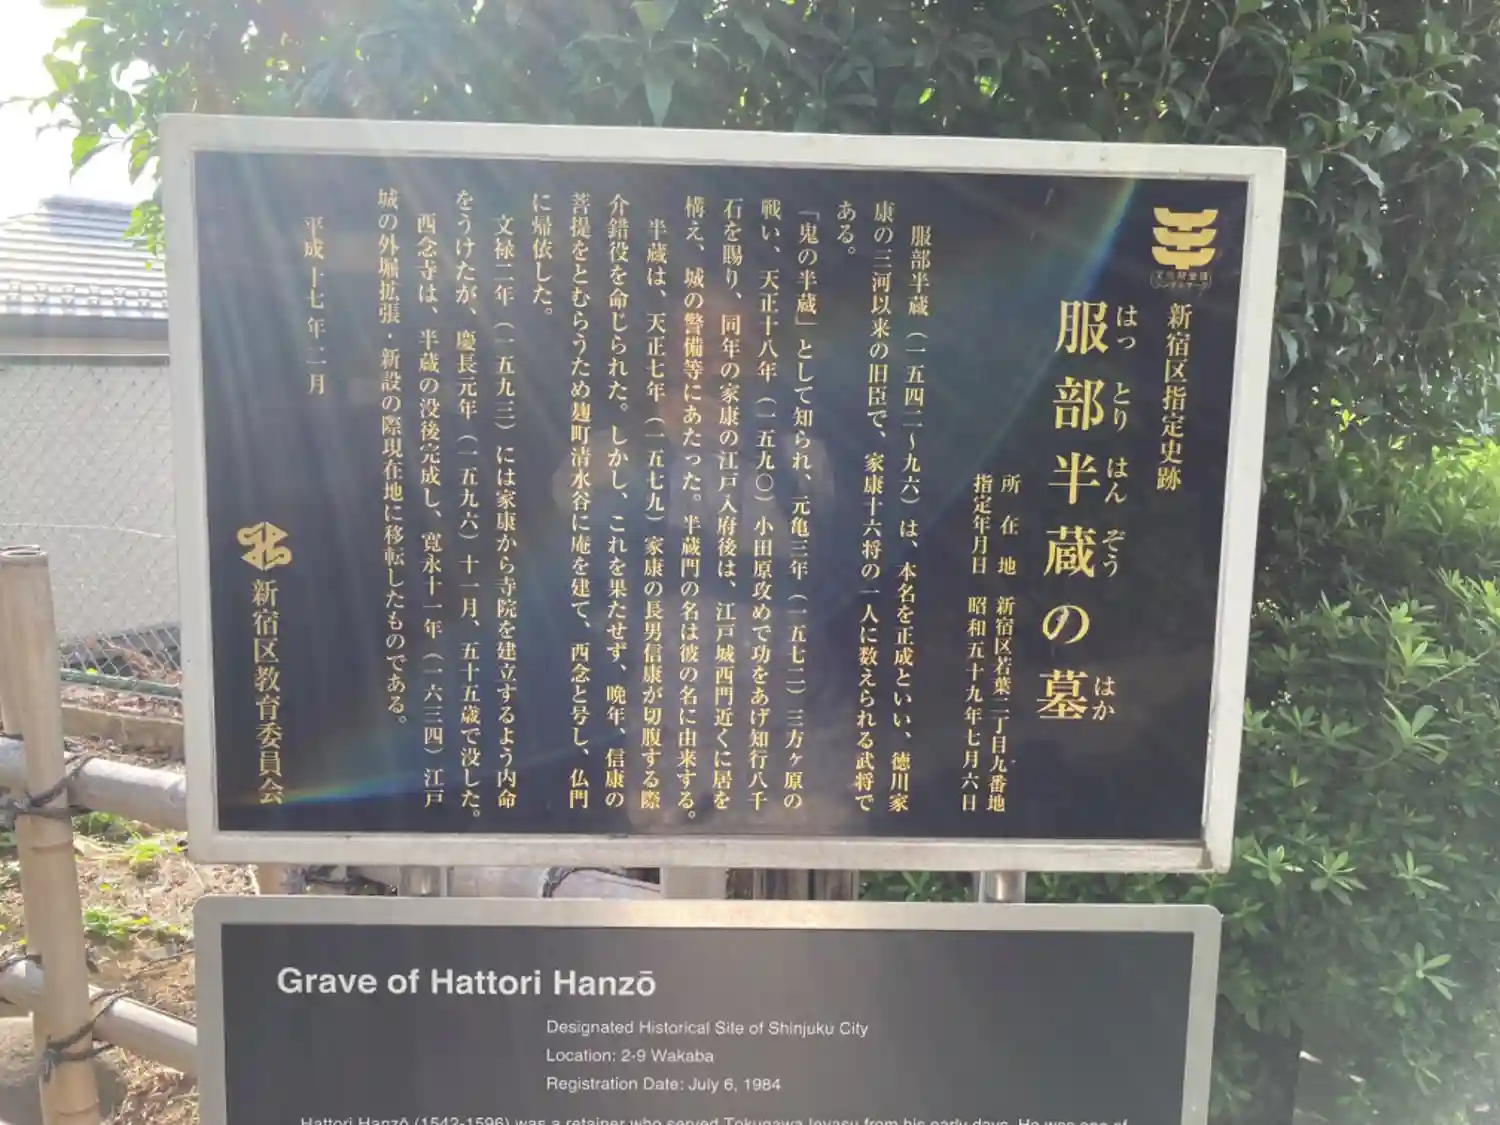 新宿区指定史跡
はっとりはんぞう はか
服部半蔵の墓
所在地 新宿区若葉二丁目九番地
指定年月日 昭和五十九年七月六日
服部半蔵（一五四二〜九六）は、本名を正成といい、徳川家
康の三河以来の旧臣で、家康十六将の一人に数えられる武将で
ある。
「鬼の半蔵」として知られ、元亀三年（一五七二）三方ヶ原の
戦い、天正十八年（一五九〇）小田原攻めで功をあげ知行八千
石を賜り、同年の家康の江戸入府後は、江戸城西門近くに居を
構え、城の警備等にあたった。半蔵門の名は彼の名に由来する。
半蔵は、天正七年（一五七九）家康の長男信康が切腹する際
介錯役を命じられた。しかし、これを果たせず、晩年、信康の
菩提をとむらうため麹町清水谷に庵を建て、西念と号し、仏門
に帰依した。
文禄二年（一五九三）には家康から寺院を建立するよう内命
をうけたが、慶長元年（一五九六）十一月、五十五歳で没した。
西念寺は、半蔵の没後完成し、寛永十一年（一六三四）江戸
城の外堀拡張・新設の際現在地に移転したものである。
平成十七年二月
新宿区教育委員会
Grave of Hattori Hanzō
Designated Historical Site of Shinjuku City
Location: 2-9 Wakaba
Registration Date: July 6, 1984
Hattori Hanzō (1542-1596) was a retainer who served Tokugawa Ieyasu from his early days. He was one of